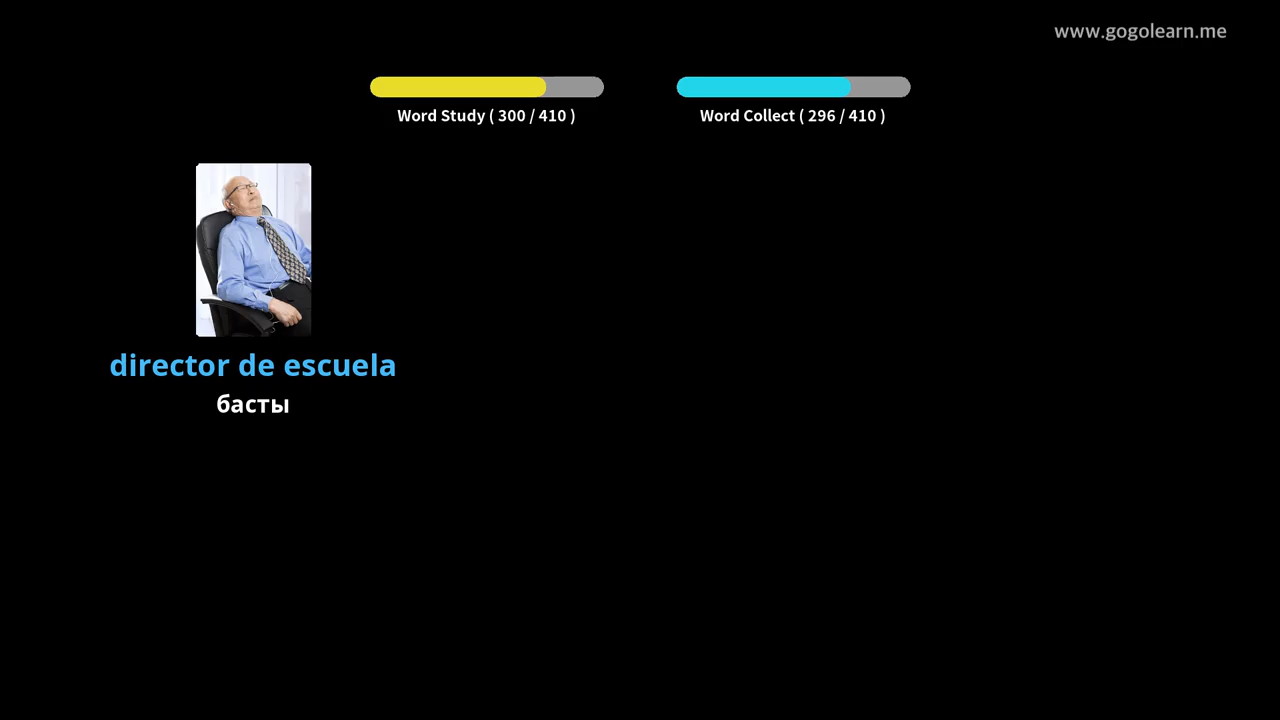 www.gogolearn.me
Word Study ( 300 / 410 )
Word Collect ( 296 / 410 )
director de escuela
басты